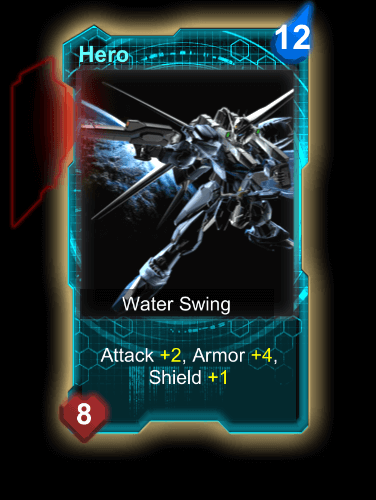 12
Hero
Water Swing
Attack +2, Armor +4,
Shield +1
8